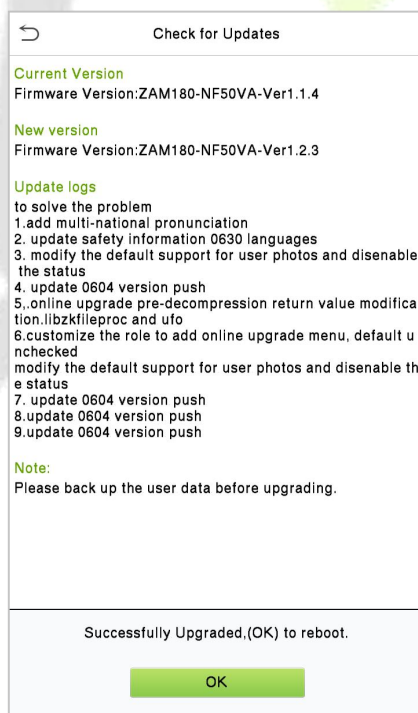 Check for Updates
Current Version
Firmware Version:ZAM180-NF50VA-Ver1.1.4
New version
Firmware Version:ZAM180-NF50VA-Ver1.2.3
Update logs
to solve the problem
1.add multi-national pronunciation
2. update safety information 0630 languages
3. modify the default support for user photos and disenable
the status
4. update 0604 version push
5,.online upgrade pre-decompression return value modifica
tion.libzkfileproc and ufo
6.customize the role to add online upgrade menu, default u
nchecked
modify the default support for user photos and disenable th
e status
7. update 0604 version push
8.update 0604 version push
9.update 0604 version push
Note:
Please back up the user data before upgrading.
Successfully Upgraded,(OK) to reboot.
OK